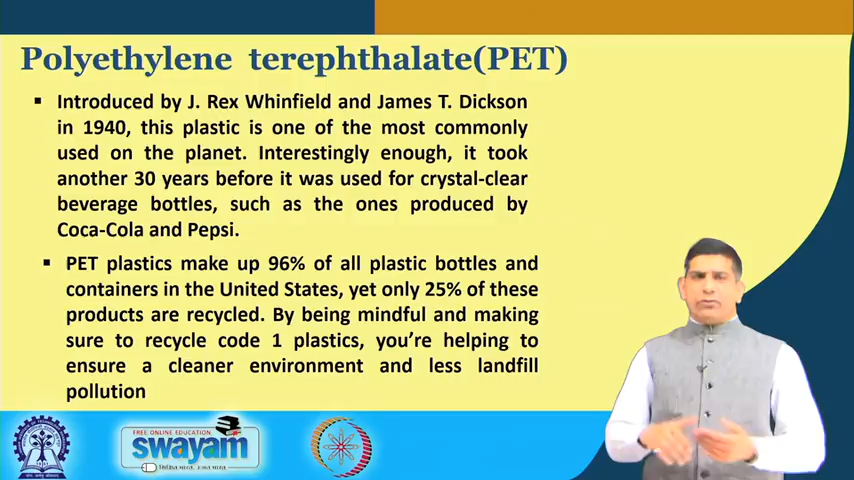 Polyethylene terephthalate(PET)
▪ Introduced by J. Rex Whinfield and James T. Dickson
in 1940, this plastic is one of the most commonly
used on the planet. Interestingly enough, it took
another 30 years before it was used for crystal-clear
beverage bottles, such as the ones produced by
Coca-Cola and Pepsi.
▪ PET plastics make up 96% of all plastic bottles and
containers in the United States, yet only 25% of these
products are recycled. By being mindful and making
sure to recycle code 1 plastics, you’re helping to
ensure a cleaner environment and less landfill
pollution
FREE ONLINE EDUCATION
swayam